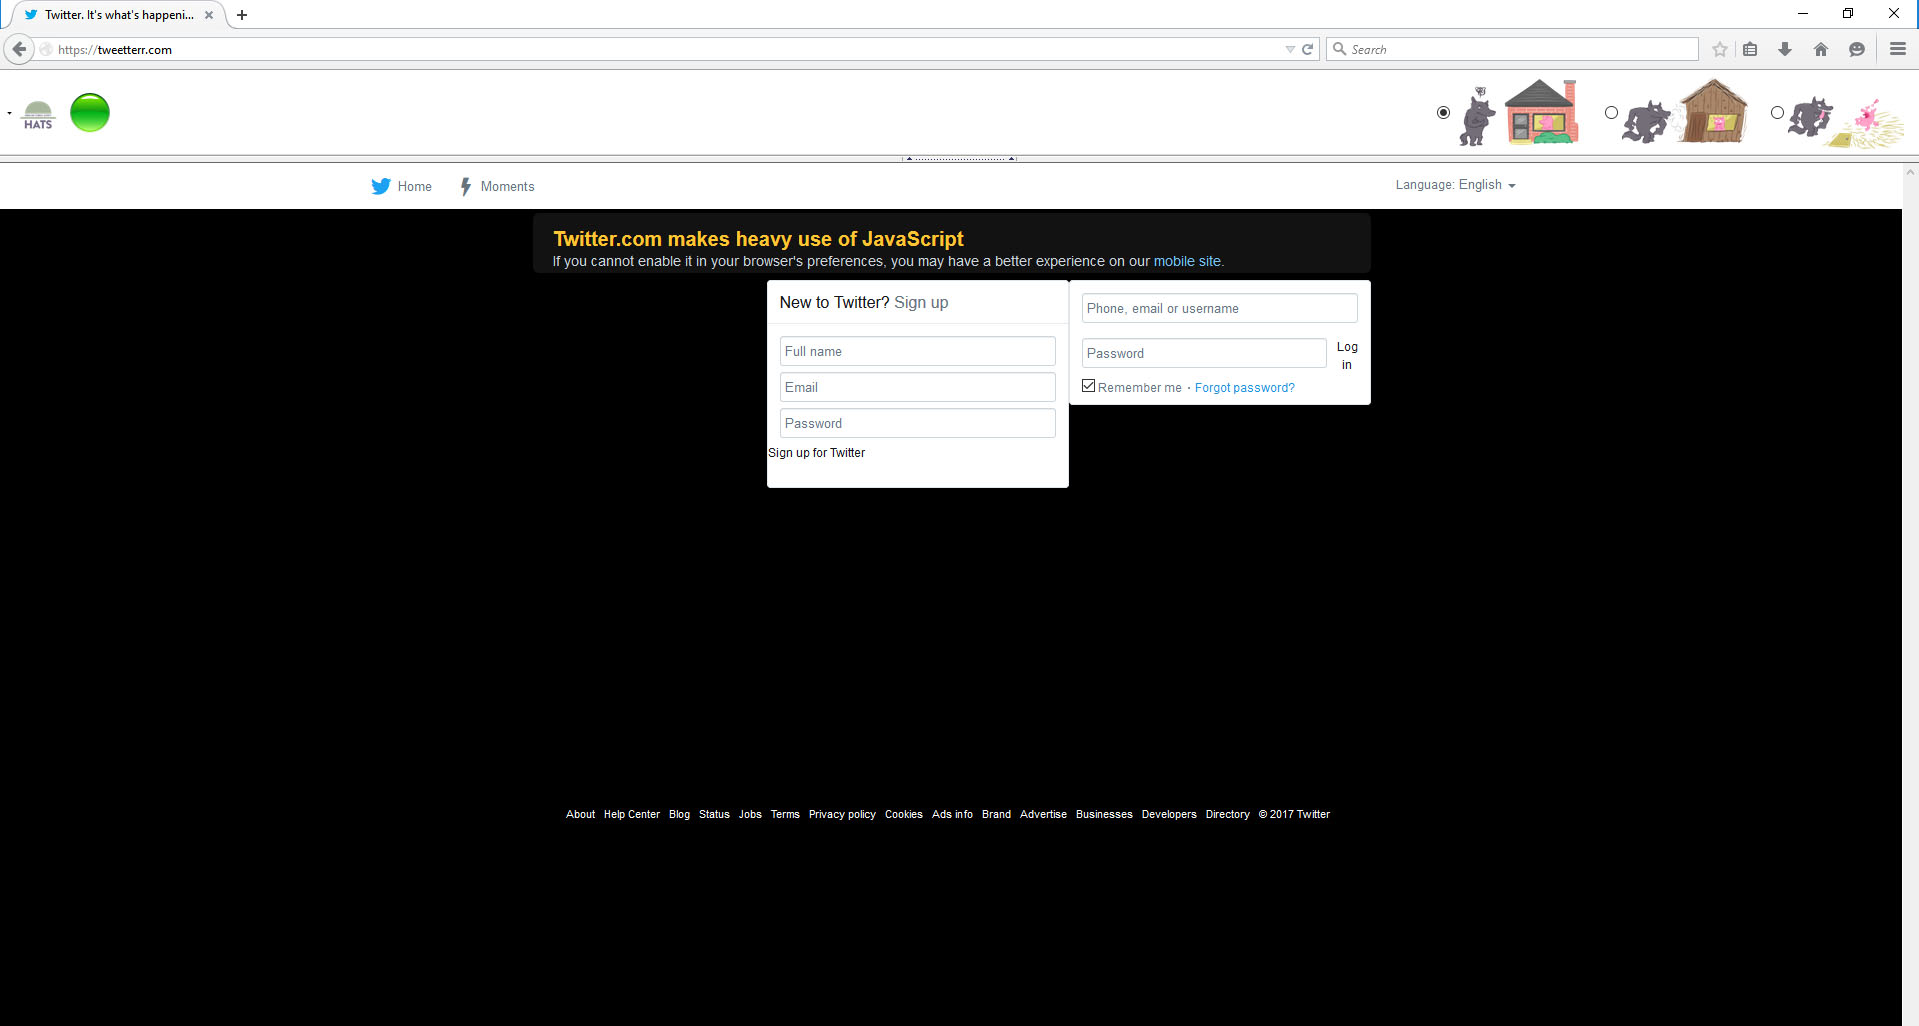 Twitter. It's what's happeni...
https://tweetterr.com
Search
HATS
Home
Moments
Language: English
Twitter.com makes heavy use of JavaScript
If you cannot enable it in your browser's preferences, you may have a better experience on our mobile site.
New to Twitter? Sign up
Full name
Email
Password
Sign up for Twitter
Phone, email or username
Password
Log
in
Remember me · Forgot password?
About Help Center Blog Status Jobs Terms Privacy policy Cookies Ads info Brand Advertise Businesses Developers Directory © 2017 Twitter